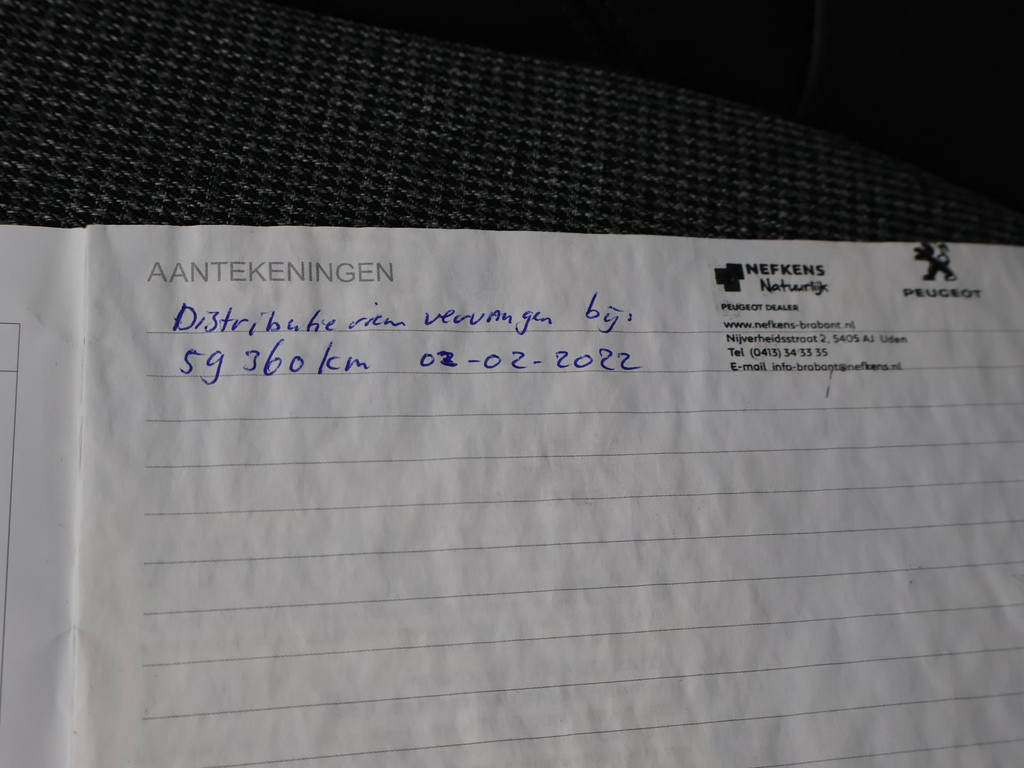 AANTEKENINGEN
Distributie riem vervangen bij:
59 360 km 02-02-2022
NEFKENS
Natuurlijk
PEUGEOT DEALER
www.nefkens-brabant.nl
Nijverheidsstraat 2, 5405 AJ Uden
Tel (0413) 34 33 35
E-mail info-brabant@nefkens.nl
PEUGEOT